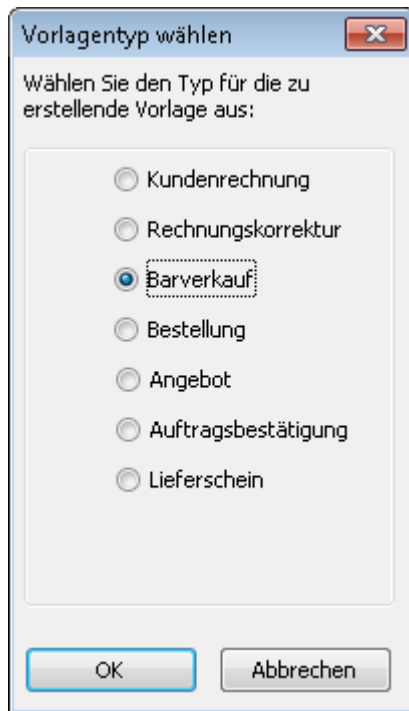 Vorlagentyp wählen
Wählen Sie den Typ für die zu
erstellende Vorlage aus:
Kundenrechnung
Rechnungskorrektur
Barverkauf
Bestellung
Angebot
Auftragsbestätigung
Lieferschein
OK
Abbrechen